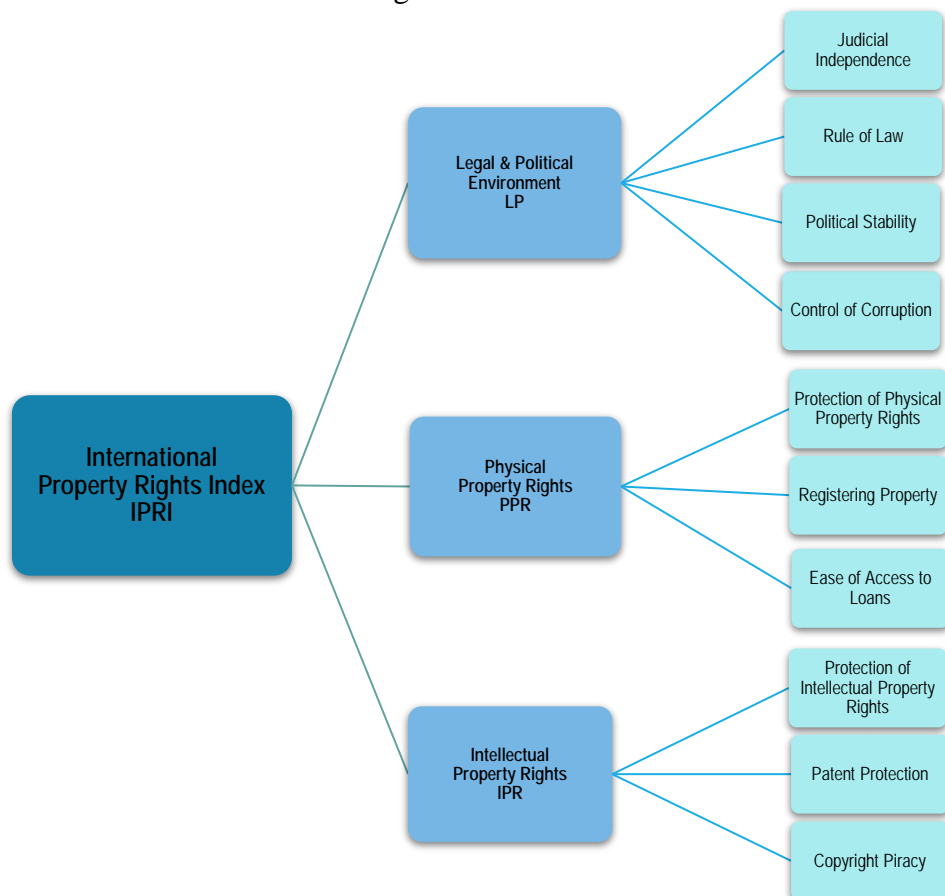 Judicial
Independence
Rule of Law
Political Stability
Control of Corruption
Legal & Political
Environment
LP
Protection of Physical
Property Rights
Registering Property
Ease of Access to
Loans
Physical
Property Rights
PPR
International
Property Rights Index
IPRI
Protection of
Intellectual Property
Rights
Patent Protection
Copyright Piracy
Intellectual
Property Rights
IPR